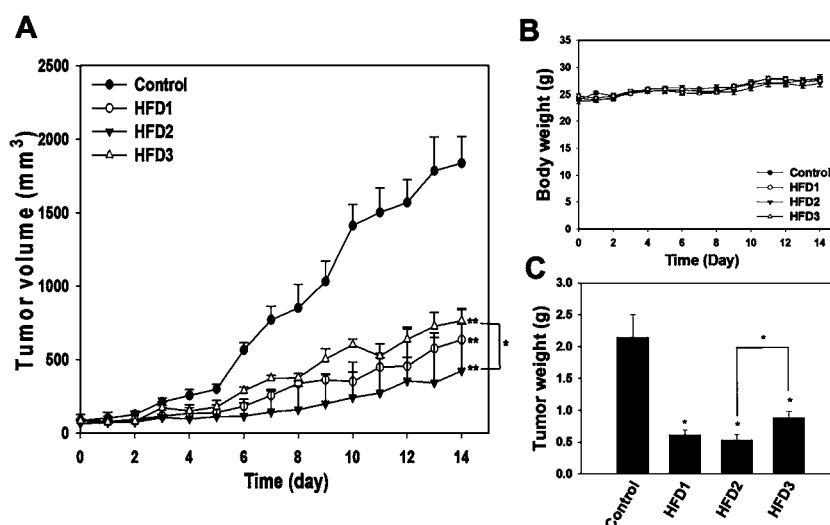 A
Tumor volume (mm³)
2500
2000
1500
1000
500
0
Control
HFD1
HFD2
HFD3
**
**
**
*
0 2 4 6 8 10 12 14
Time (day)
B
Body weight (g)
35
30
25
20
15
10
5
0
Control
HFD1
HFD2
HFD3
0 2 4 6 8 10 12 14
Time (Day)
C
Tumor weight (g)
3.0
2.5
2.0
1.5
1.0
0.5
0.0
*
*
*
*
Control HFD1 HFD2 HFD3